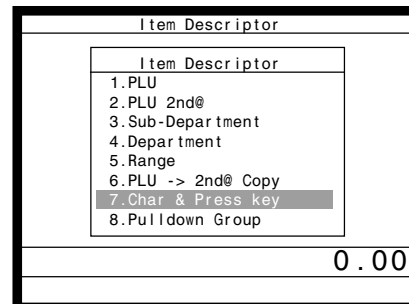 Item Descriptor
Item Descriptor
1.PLU
2.PLU 2nd@
3.Sub-Department
4.Department
5.Range
6.PLU -> 2nd@ Copy
7.Char & Press key
8.Pulldown Group
0.00